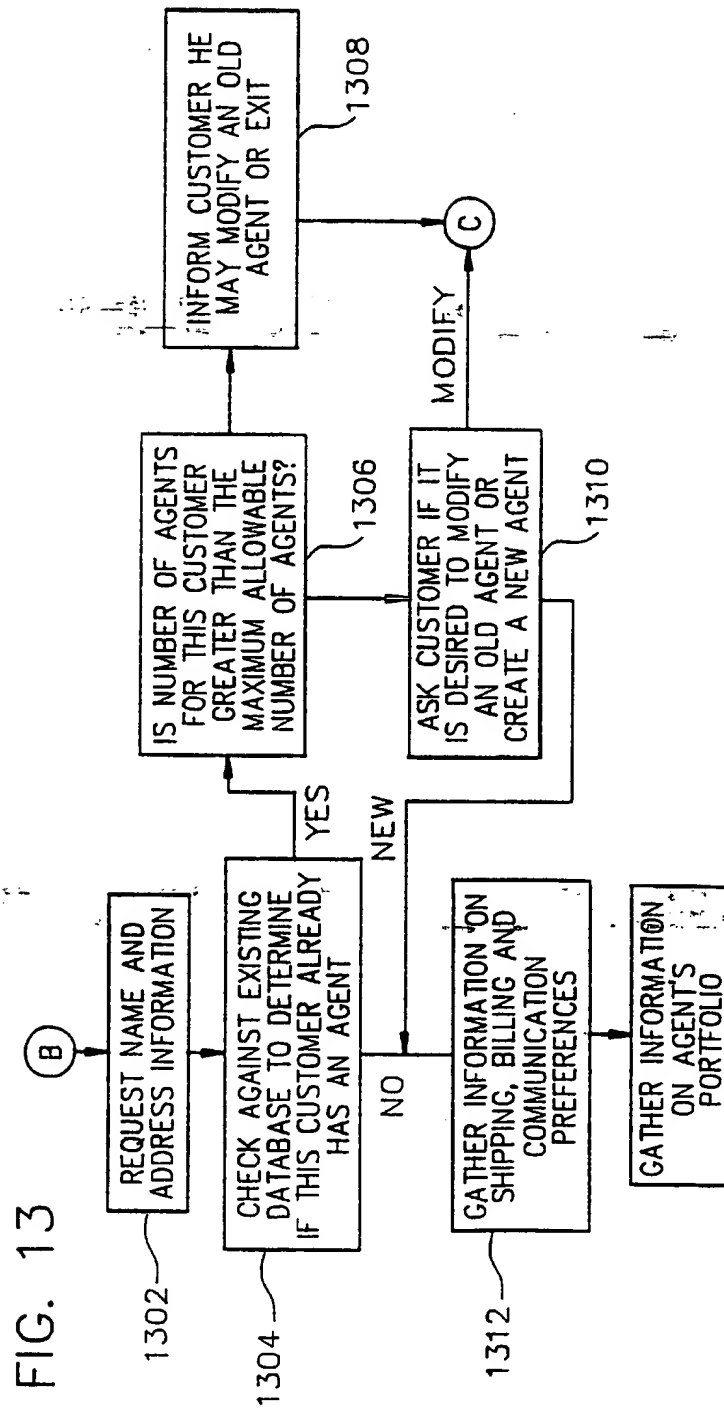 FIG. 13
B
REQUEST NAME AND
ADDRESS INFORMATION
1302
CHECK AGAINST EXISTING
DATABASE TO DETERMINE
IF THIS CUSTOMER ALREADY
HAS AN AGENT
1304
YES
NO
IS NUMBER OF AGENTS
FOR THIS CUSTOMER
GREATER THAN THE
MAXIMUM ALLOWABLE
NUMBER OF AGENTS?
1306
INFORM CUSTOMER HE
MAY MODIFY AN OLD
AGENT OR EXIT
1308
ASK CUSTOMER IF IT
IS DESIRED TO MODIFY
AN OLD AGENT OR
CREATE A NEW AGENT
1310
MODIFY
C
NEW
GATHER INFORMATION ON
SHIPPING, BILLING AND
COMMUNICATION
PREFERENCES
1312
GATHER INFORMATION
ON AGENT'S
PORTFOLIO